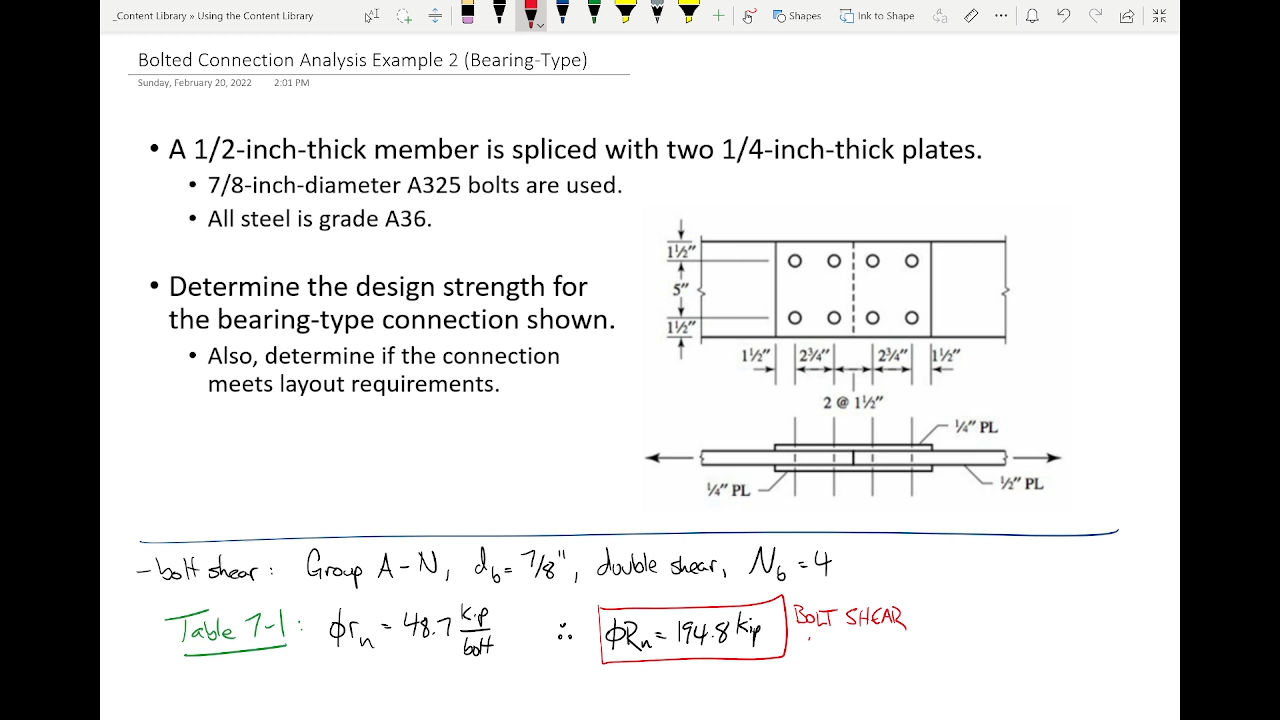 _Content Library » Using the Content Library
Shapes
Ink to Shape
Bolted Connection Analysis Example 2 (Bearing-Type)
Sunday, February 20, 2022 2:01 PM
• A 1/2-inch-thick member is spliced with two 1/4-inch-thick plates.
• 7/8-inch-diameter A325 bolts are used.
• All steel is grade A36.
• Determine the design strength for
the bearing-type connection shown.
• Also, determine if the connection
meets layout requirements.
1½"
5"
1½"
1½" 2¾" 2¾" 1½"
2 @ 1½"
¼" PL
¼" PL
½" PL
- bolt shear: Group A-N, d_b = 7/8", double shear, N_b = 4
Table 7-1: ϕr_n = 48.7 kip/bolt ∴ ϕR_n = 194.8 kip BOLT SHEAR